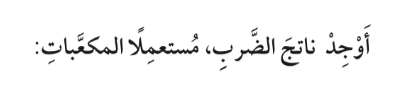 أَوْجِدْ ناتجَ الضَّربِ، مُستعمِلًا المكعَّباتِ: